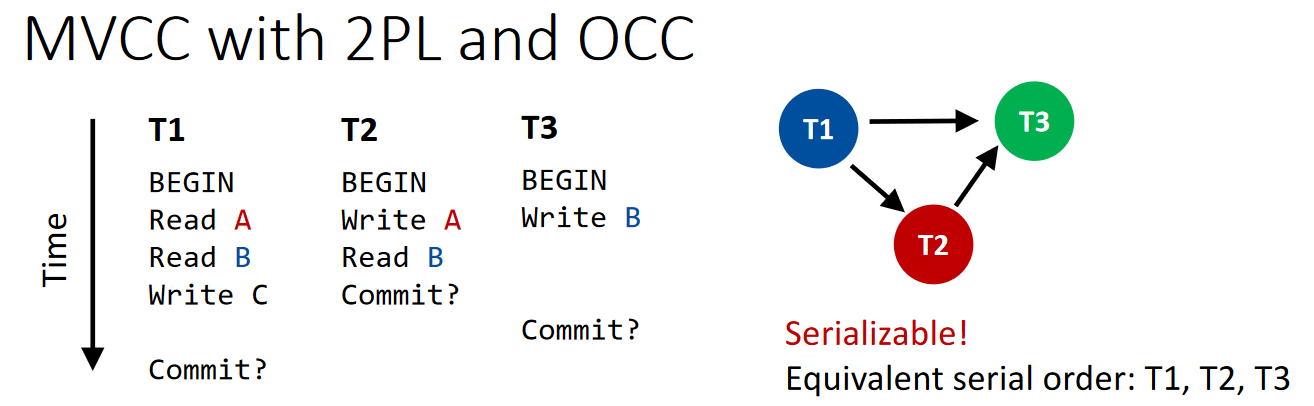 MVCC with 2PL and OCC
Time
T1 T2 T3
BEGIN BEGIN BEGIN
Read A Write A Write B
Read B Read B
Write C Commit?
Commit?
Commit?
T1
T3
T2
Serializable!
Equivalent serial order: T1, T2, T3